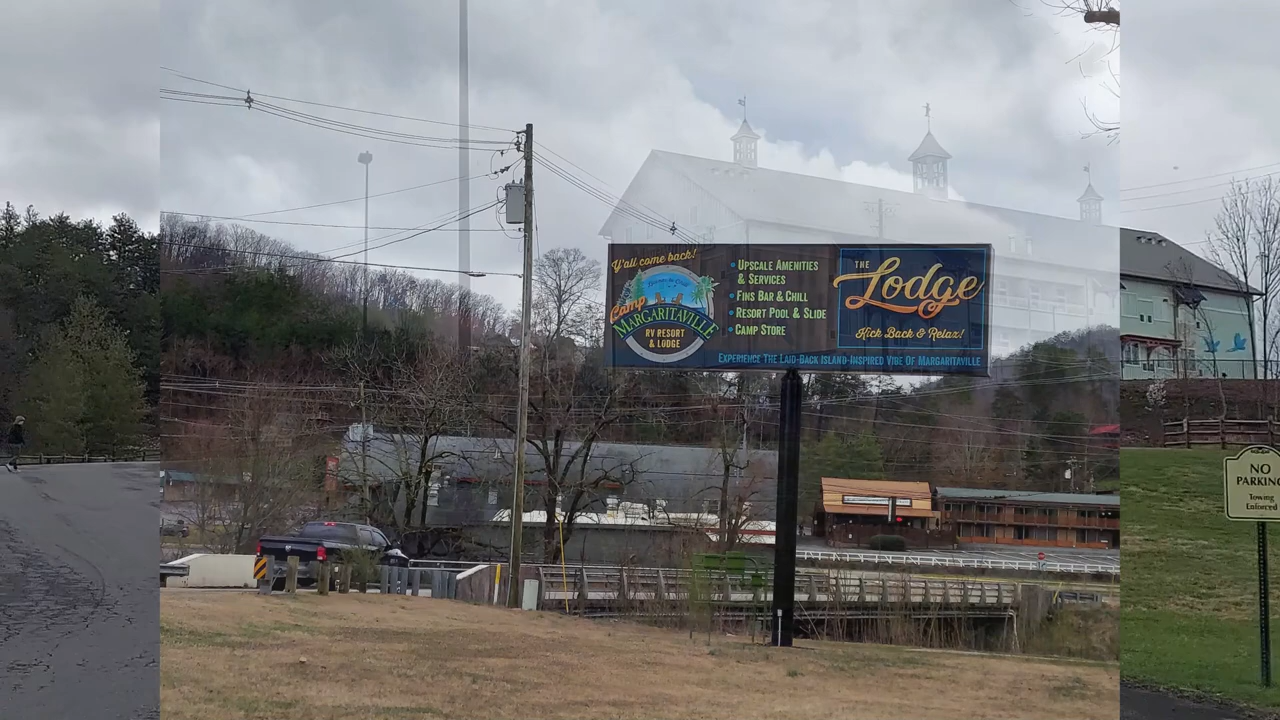 Y'all come back!
Camp
MARGARITAVILLE
RV RESORT
& LODGE
• UPSCALE AMENITIES
& SERVICES
• FINS BAR & CHILL
• RESORT POOL & SLIDE
• CAMP STORE
THE
Lodge
Kick Back & Relax!
EXPERIENCE THE LAID-BACK ISLAND-INSPIRED VIBE OF MARGARITAVILLE
NO
PARKING
Towing
Enforced